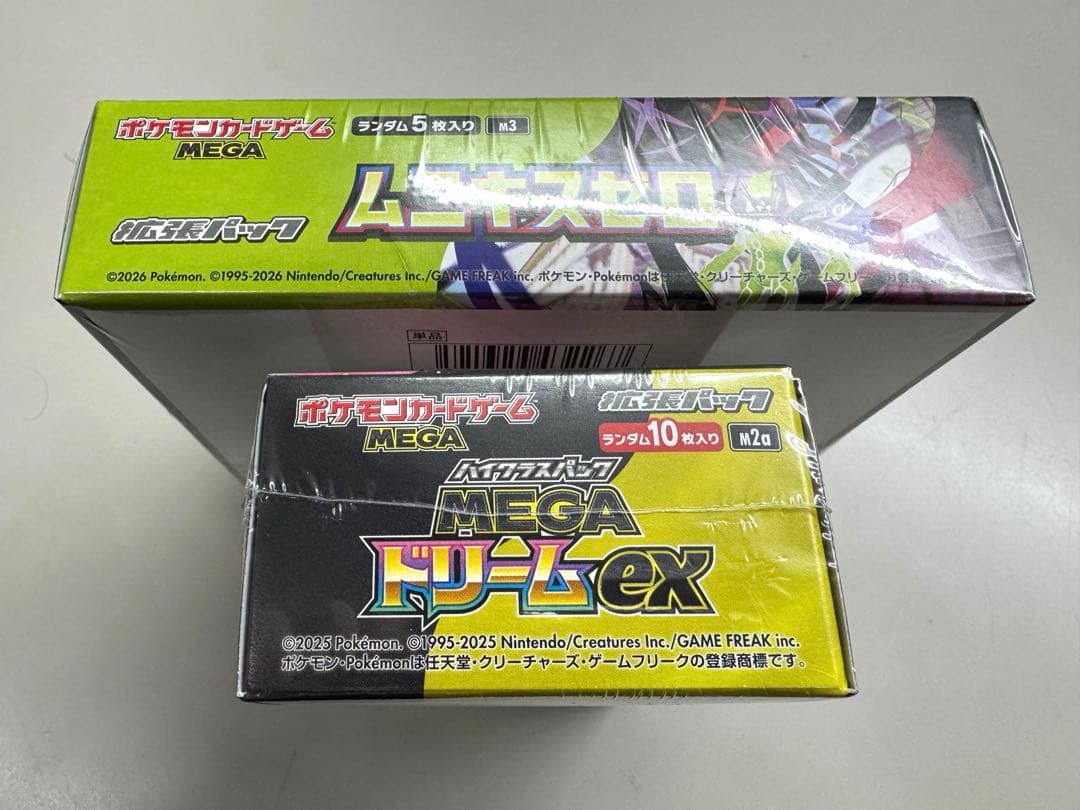 ポケモンカードゲーム
MEGA
ランダム5枚入り M3
ムニキスゼロ
拡張パック
©2026 Pokémon. ©1995-2026 Nintendo/Creatures Inc./GAME FREAK inc. ポケモン・Pokémonは任天堂・クリーチャーズ・ゲームフリーク
単品
ポケモンカードゲーム
MEGA
拡張パック
ランダム10枚入り M2a
ハイクラスパック
MEGA
ドリームex
©2025 Pokémon. ©1995-2025 Nintendo/Creatures Inc./GAME FREAK inc.
ポケモン・Pokémonは任天堂・クリーチャーズ・ゲームフリークの登録商標です。